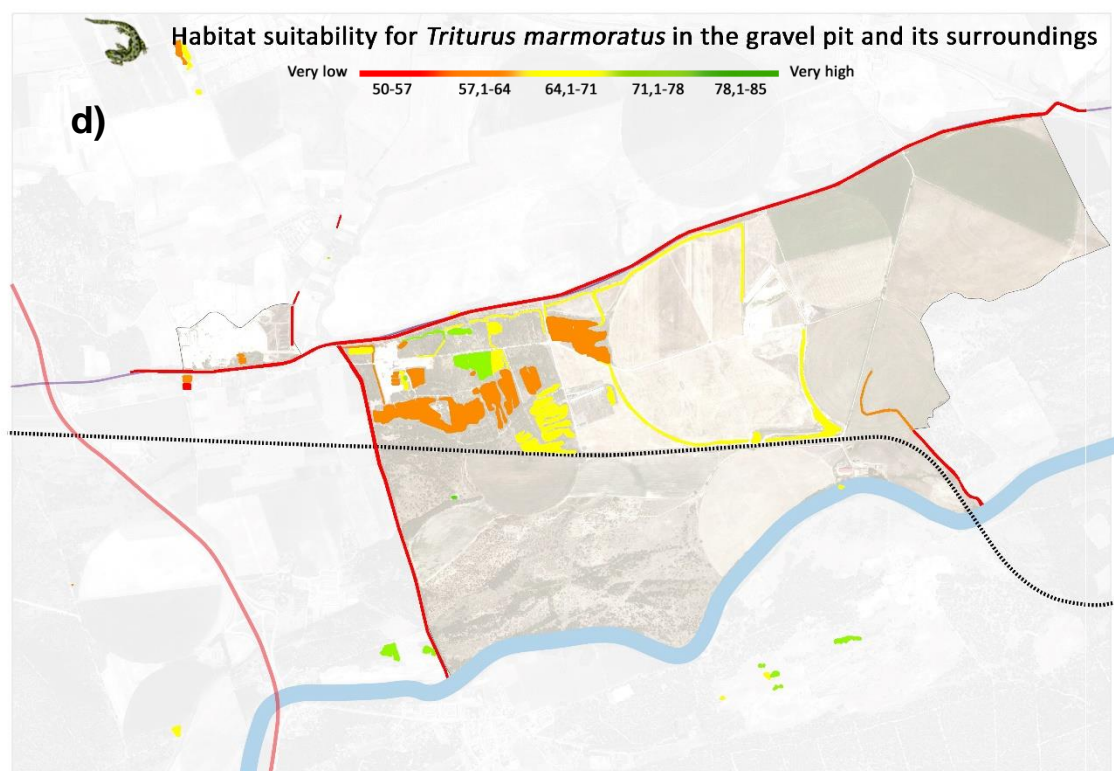 Habitat suitability for Triturus marmoratus in the gravel pit and its surroundings
Very low Very high
50-57 57,1-64 64,1-71 71,1-78 78,1-85
d)